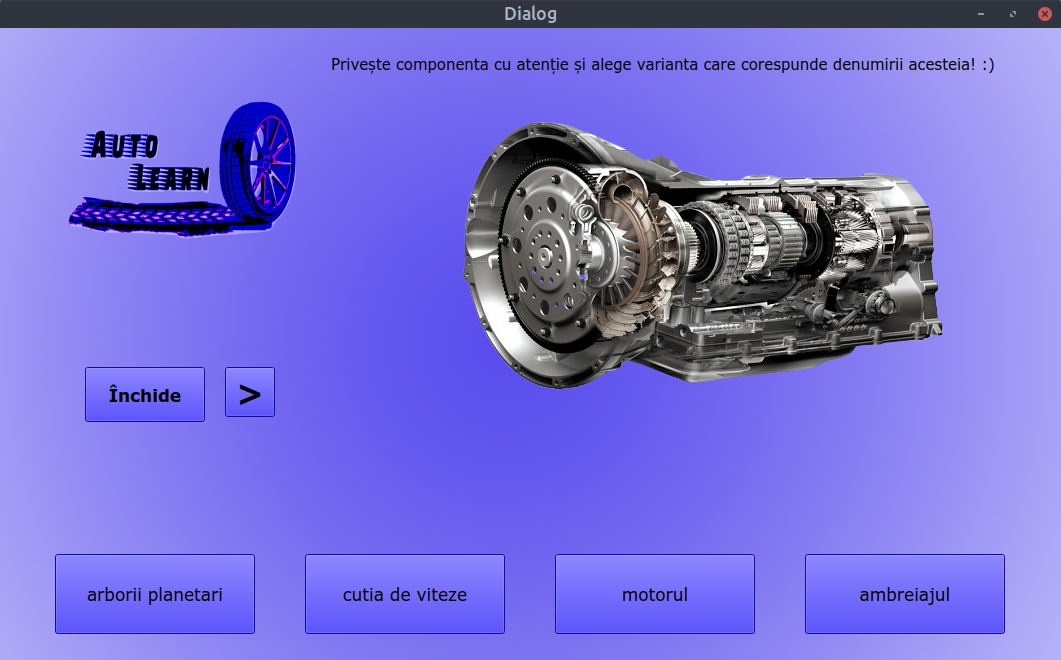 Dialog
Privește componenta cu atenție și alege varianta care corespunde denumirii acesteia! :)
AUTO
LEARN
Închide
>
arborii planetari
cutia de viteze
motorul
ambreiajul